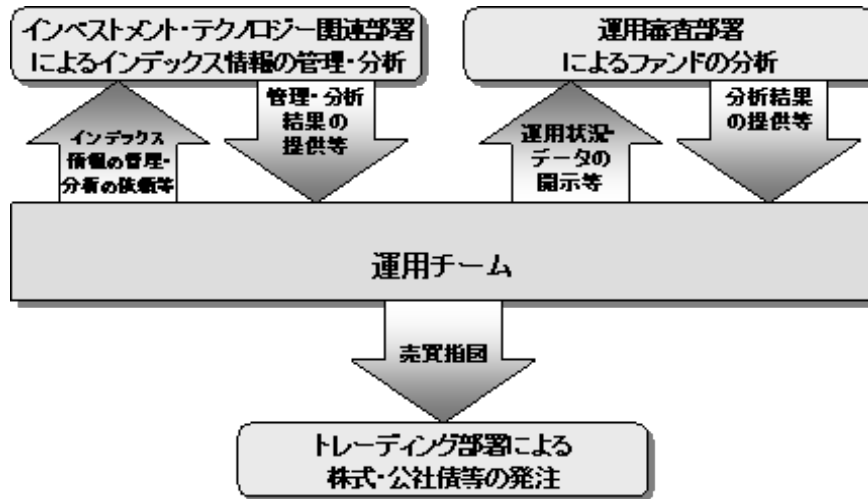 インベストメント・テクノロジー関連部署
によるインデックス情報の管理・分析
運用審査部署
によるファンドの分析
インデックス
情報の管理・
分析の依頼等
管理・分析
結果の
提供等
運用状況・
データの
開示等
分析結果
の提供等
運用チーム
売買指図
トレーディング部署による
株式・公社債等の発注